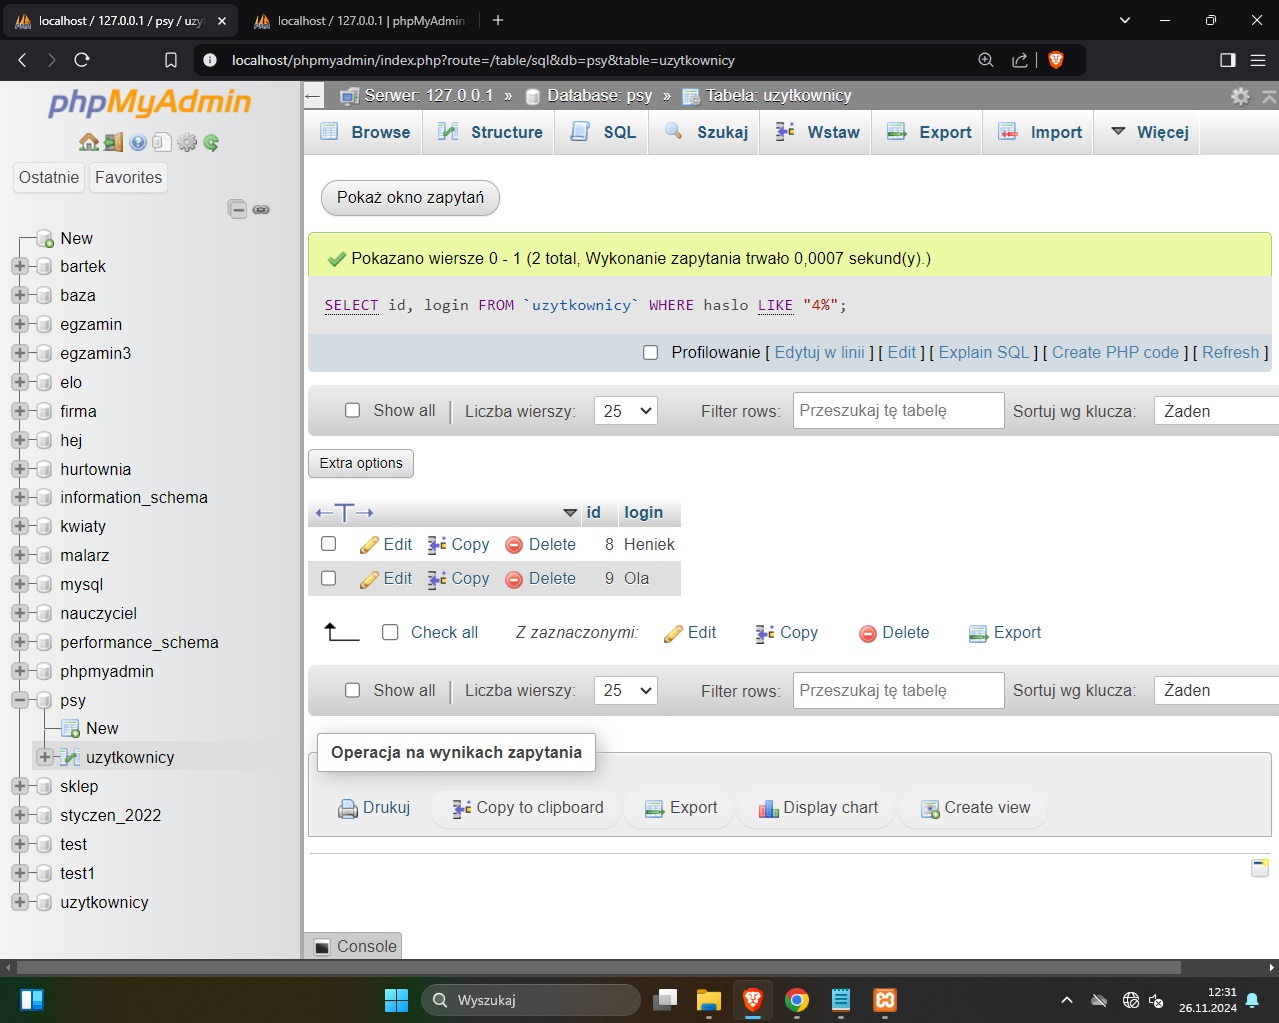 localhost / 127.0.0.1 / psy / uzy
localhost / 127.0.0.1 | phpMyAdmin
localhost/phpmyadmin/index.php?route=/table/sql&db=psy&table=uzytkownicy
phpMyAdmin
Ostatnie Favorites
New
bartek
baza
egzamin
egzamin3
elo
firma
hej
hurtownia
information_schema
kwiaty
malarz
mysql
nauczyciel
performance_schema
phpmyadmin
psy
New
uzytkownicy
sklep
styczen_2022
test
test1
uzytkownicy
Serwer: 127.0.0.1 » Database: psy » Tabela: uzytkownicy
Browse Structure SQL Szukaj Wstaw Export Import Więcej
Pokaż okno zapytań
Pokazano wiersze 0 - 1 (2 total, Wykonanie zapytania trwało 0,0007 sekund(y).)
SELECT id, login FROM `uzytkownicy` WHERE haslo LIKE "4%";
Profilowanie [ Edytuj w linii ] [ Edit ] [ Explain SQL ] [ Create PHP code ] [ Refresh ]
Show all | Liczba wierszy: 25 Filter rows: Przeszukaj tę tabelę Sortuj wg klucza: Żaden
Extra options
←T→ id login
Edit Copy Delete 8 Heniek
Edit Copy Delete 9 Ola
Check all Z zaznaczonymi: Edit Copy Delete Export
Show all | Liczba wierszy: 25 Filter rows: Przeszukaj tę tabelę Sortuj wg klucza: Żaden
Operacja na wynikach zapytania
Drukuj Copy to clipboard Export Display chart Create view
Console
Wyszukaj
12:31
26.11.2024